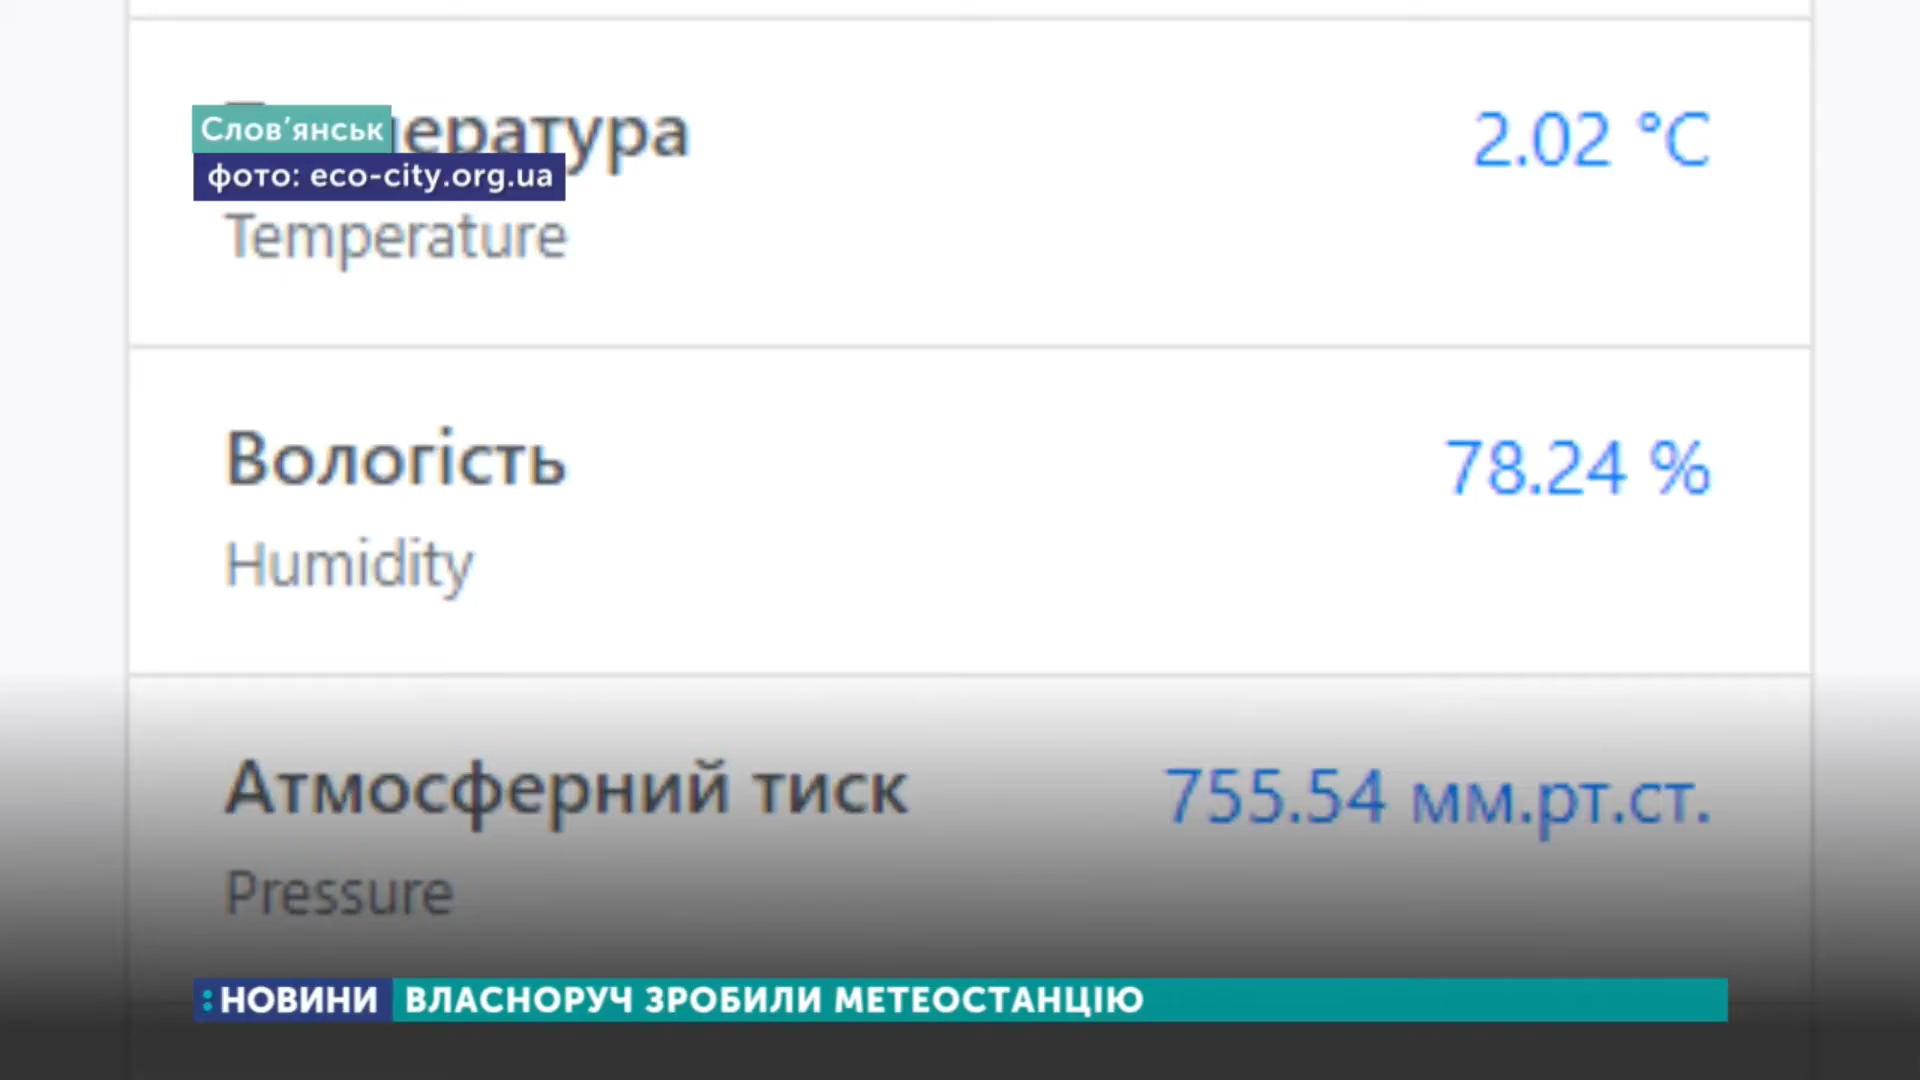 Слов’янськ
фото: eco-city.org.ua
2.02 °C
Temperature
Вологість
78.24 %
Humidity
Атмосферний тиск
755.54 мм.рт.ст.
Pressure
:НОВИНИ ВЛАСНОРУЧ ЗРОБИЛИ МЕТЕОСТАНЦІЮ